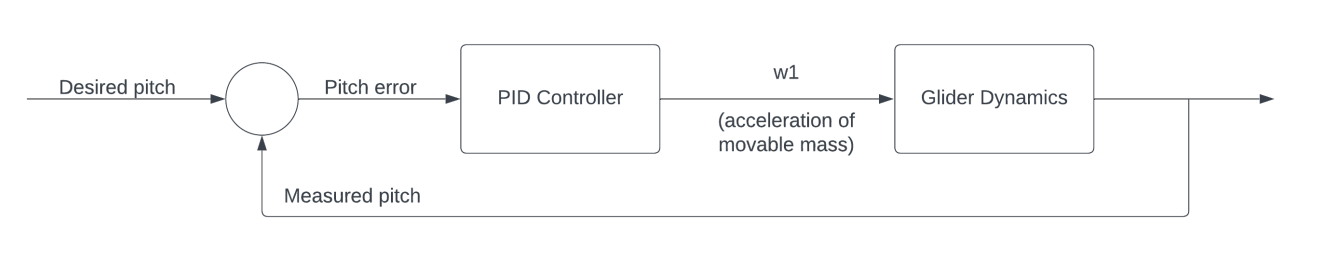 Desired pitch
Pitch error
PID Controller
w1
(acceleration of
movable mass)
Glider Dynamics
Measured pitch